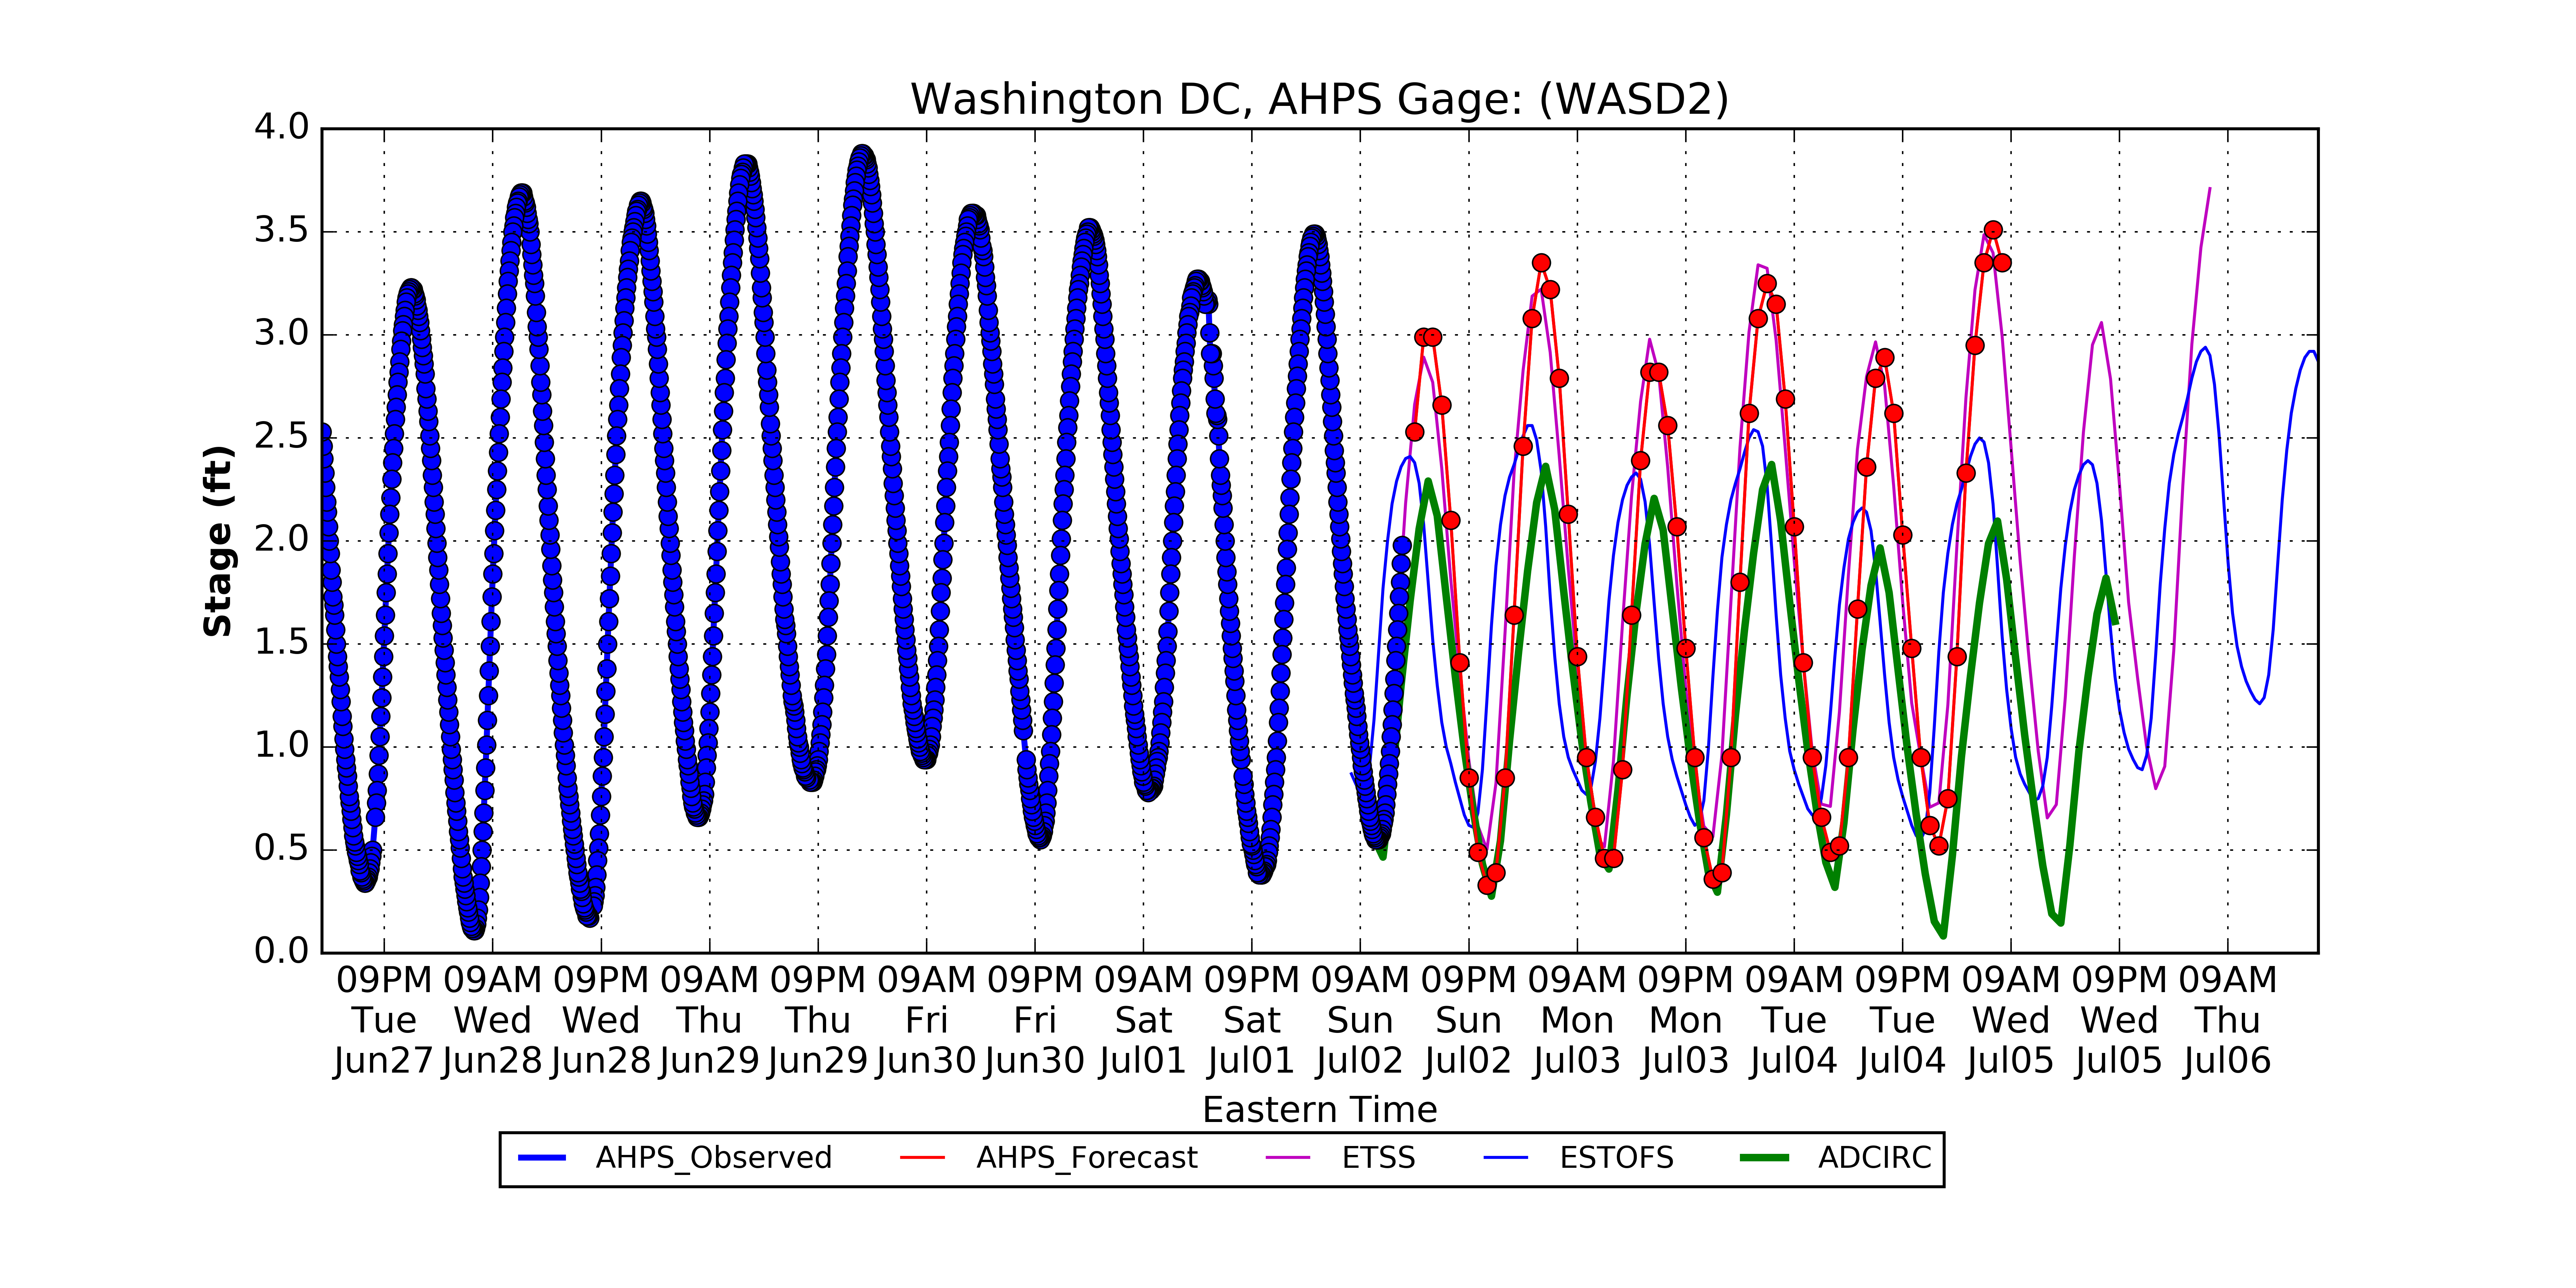 Washington DC, AHPS Gage: (WASD2)
4.0
3.5
3.0
2.5
2.0
1.5
1.0
0.5
0.0
Stage (ft)
09PM 09AM 09PM 09AM 09PM 09AM 09PM 09AM 09PM 09AM 09PM 09AM 09PM 09AM 09PM 09AM 09PM 09AM
Tue Wed Wed Thu Thu Fri Fri Sat Sat Sun Sun Mon Mon Tue Tue Wed Wed Thu
Jun27 Jun28 Jun28 Jun29 Jun29 Jun30 Jun30 Jul01 Jul01 Jul02 Jul02 Jul03 Jul03 Jul04 Jul04 Jul05 Jul05 Jul06
Eastern Time
AHPS_Observed AHPS_Forecast ETSS ESTOFS ADCIRC